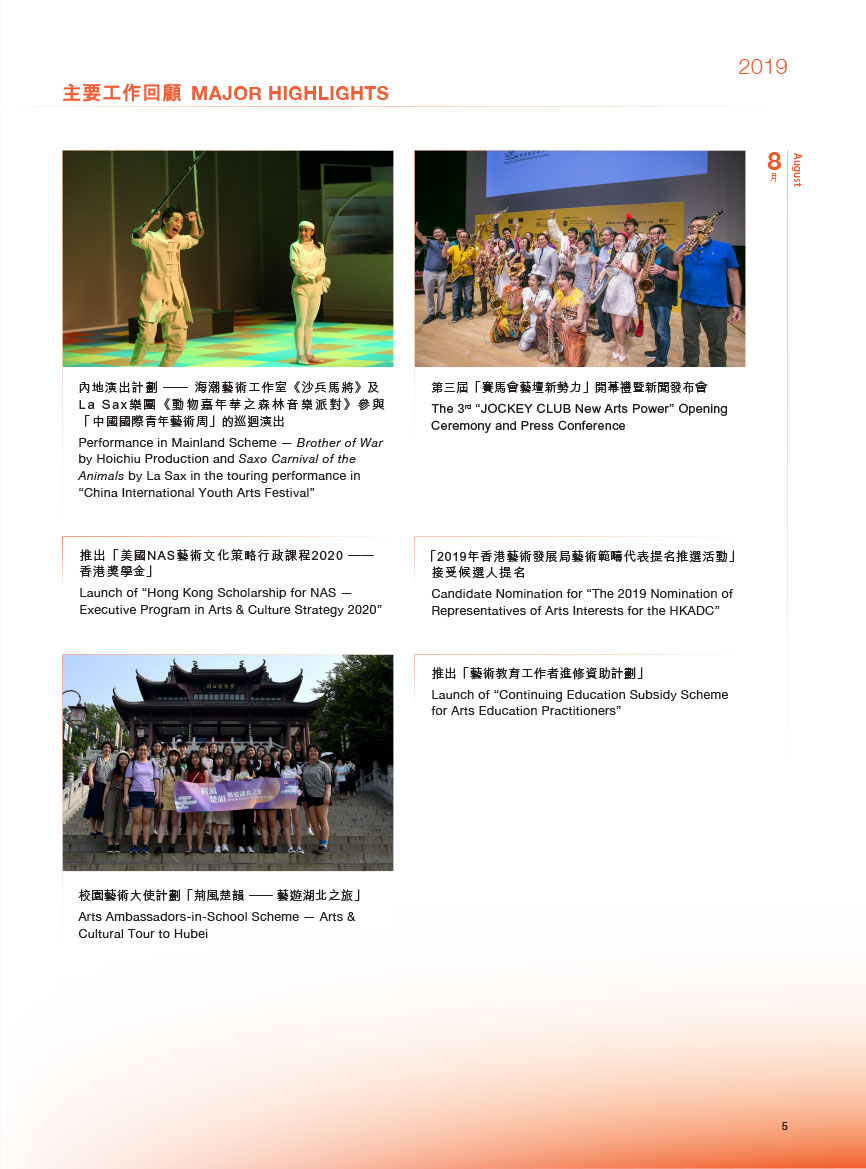 2019
主要工作回顧 MAJOR HIGHLIGHTS
8
月
August
內地演出計劃 —— 海潮藝術工作室《沙兵馬將》及
La Sax樂團《動物嘉年華之森林音樂派對》參與
「中國國際青年藝術周」的巡迴演出
Performance in Mainland Scheme — Brother of War
by Hoichiu Production and Saxo Carnival of the
Animals by La Sax in the touring performance in
“China International Youth Arts Festival”
第三屆「賽馬會藝壇新勢力」開幕禮暨新聞發布會
The 3rd “JOCKEY CLUB New Arts Power” Opening
Ceremony and Press Conference
推出「美國NAS藝術文化策略行政課程2020 ——
香港獎學金」
Launch of “Hong Kong Scholarship for NAS —
Executive Program in Arts & Culture Strategy 2020”
「2019年香港藝術發展局藝術範疇代表提名推選活動」
接受候選人提名
Candidate Nomination for “The 2019 Nomination of
Representatives of Arts Interests for the HKADC”
荊風
楚韻 藝遊湖北之旅
校園藝術大使計劃「荊風楚韻 —— 藝遊湖北之旅」
Arts Ambassadors-in-School Scheme — Arts &
Cultural Tour to Hubei
推出「藝術教育工作者進修資助計劃」
Launch of “Continuing Education Subsidy Scheme
for Arts Education Practitioners”
5